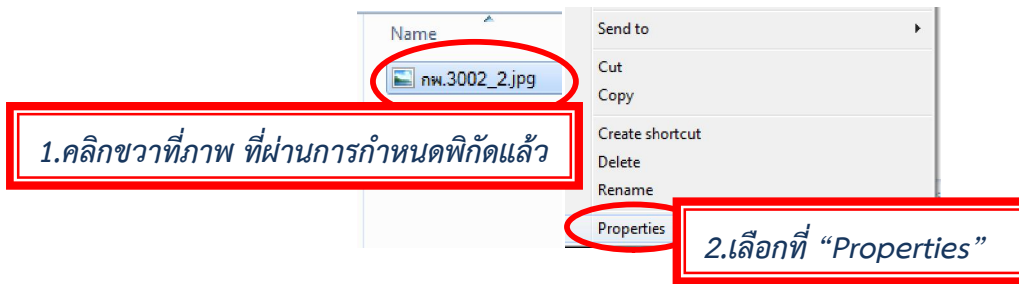 Name
กพ.3002_2.jpg
1.คลิกขวาที่ภาพ ที่ผ่านการกำหนดพิกัดแล้ว
Send to
Cut
Copy
Create shortcut
Delete
Rename
Properties
2.เลือกที่ “Properties”